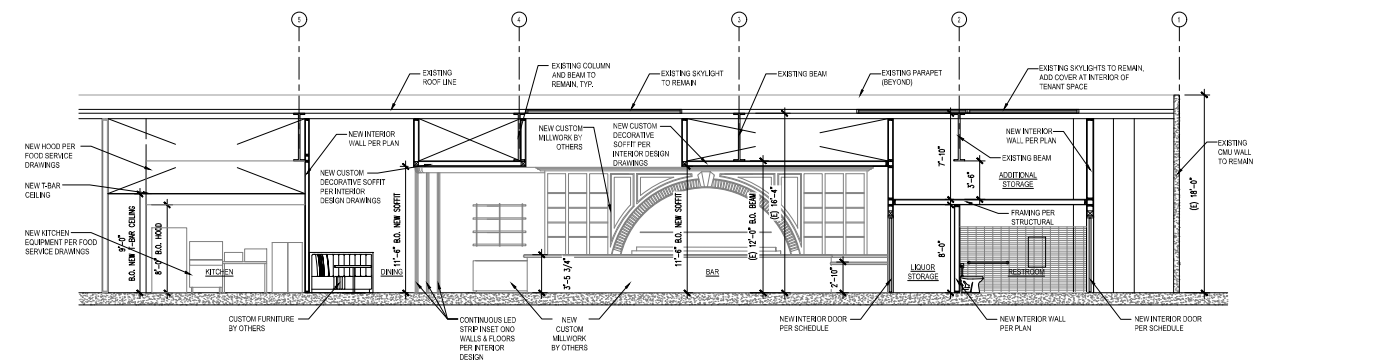 5
4
3
2
1
EXISTING
ROOF LINE
EXISTING COLUMN
AND BEAM TO
REMAIN, TYP.
EXISTING SKYLIGHT
TO REMAIN
EXISTING BEAM
EXISTING PARAPET
(BEYOND)
EXISTING SKYLIGHTS TO REMAIN,
ADD COVER AT INTERIOR OF
TENANT SPACE
NEW HOOD PER
FOOD SERVICE
DRAWINGS
NEW T-BAR
CEILING
NEW KITCHEN
EQUIPMENT PER FOOD
SERVICE DRAWINGS
NEW INTERIOR
WALL PER PLAN
NEW CUSTOM
DECORATIVE SOFFIT
PER INTERIOR
DESIGN DRAWINGS
NEW CUSTOM
MILLWORK BY
OTHERS
NEW CUSTOM
DECORATIVE
SOFFIT PER
INTERIOR DESIGN
DRAWINGS
NEW INTERIOR
WALL PER PLAN
EXISTING BEAM
ADDITIONAL
STORAGE
FRAMING PER
STRUCTURAL
EXISTING
CMU WALL
TO REMAIN
9'-0"
B.O. NEW T-BAR CEILING
8'-0" B.O. HOOD
11'-6" B.O. NEW SOFFIT
3'-5 3/4"
11'-6" B.O. NEW SOFFIT
(E) 12'-0" B.O. BEAM
(E) 16'-4"
2'-10"
7'-10"
3'-6"
8'-0"
(E) 18'-0"
KITCHEN
DINING
BAR
LIQUOR
STORAGE
RESTROOM
CUSTOM FURNITURE
BY OTHERS
CONTINUOUS LED
STRIP INSET ONO
WALLS & FLOORS
PER INTERIOR
DESIGN
NEW
CUSTOM
MILLWORK
BY OTHERS
NEW INTERIOR DOOR
PER SCHEDULE
NEW INTERIOR WALL
PER PLAN
NEW INTERIOR DOOR
PER SCHEDULE